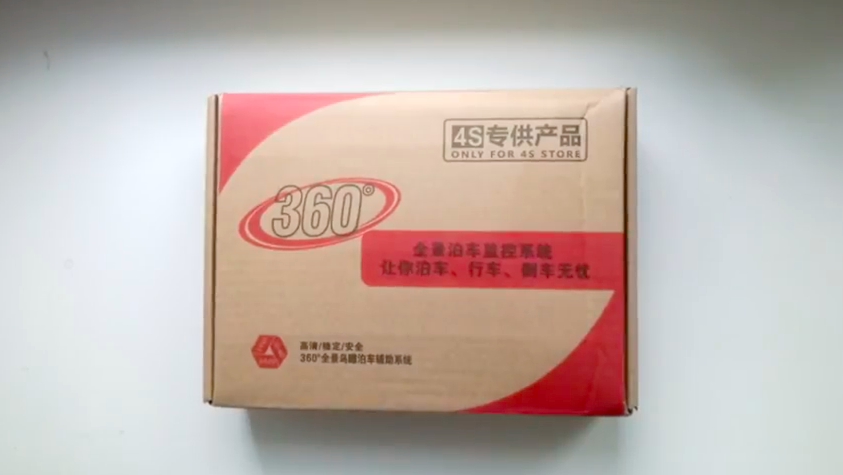 4S专供产品
ONLY FOR 4S STORE
360°
全景泊车监控系统
让你泊车、行车、倒车无忧
高清/稳定/安全
360°全景鸟瞰泊车辅助系统